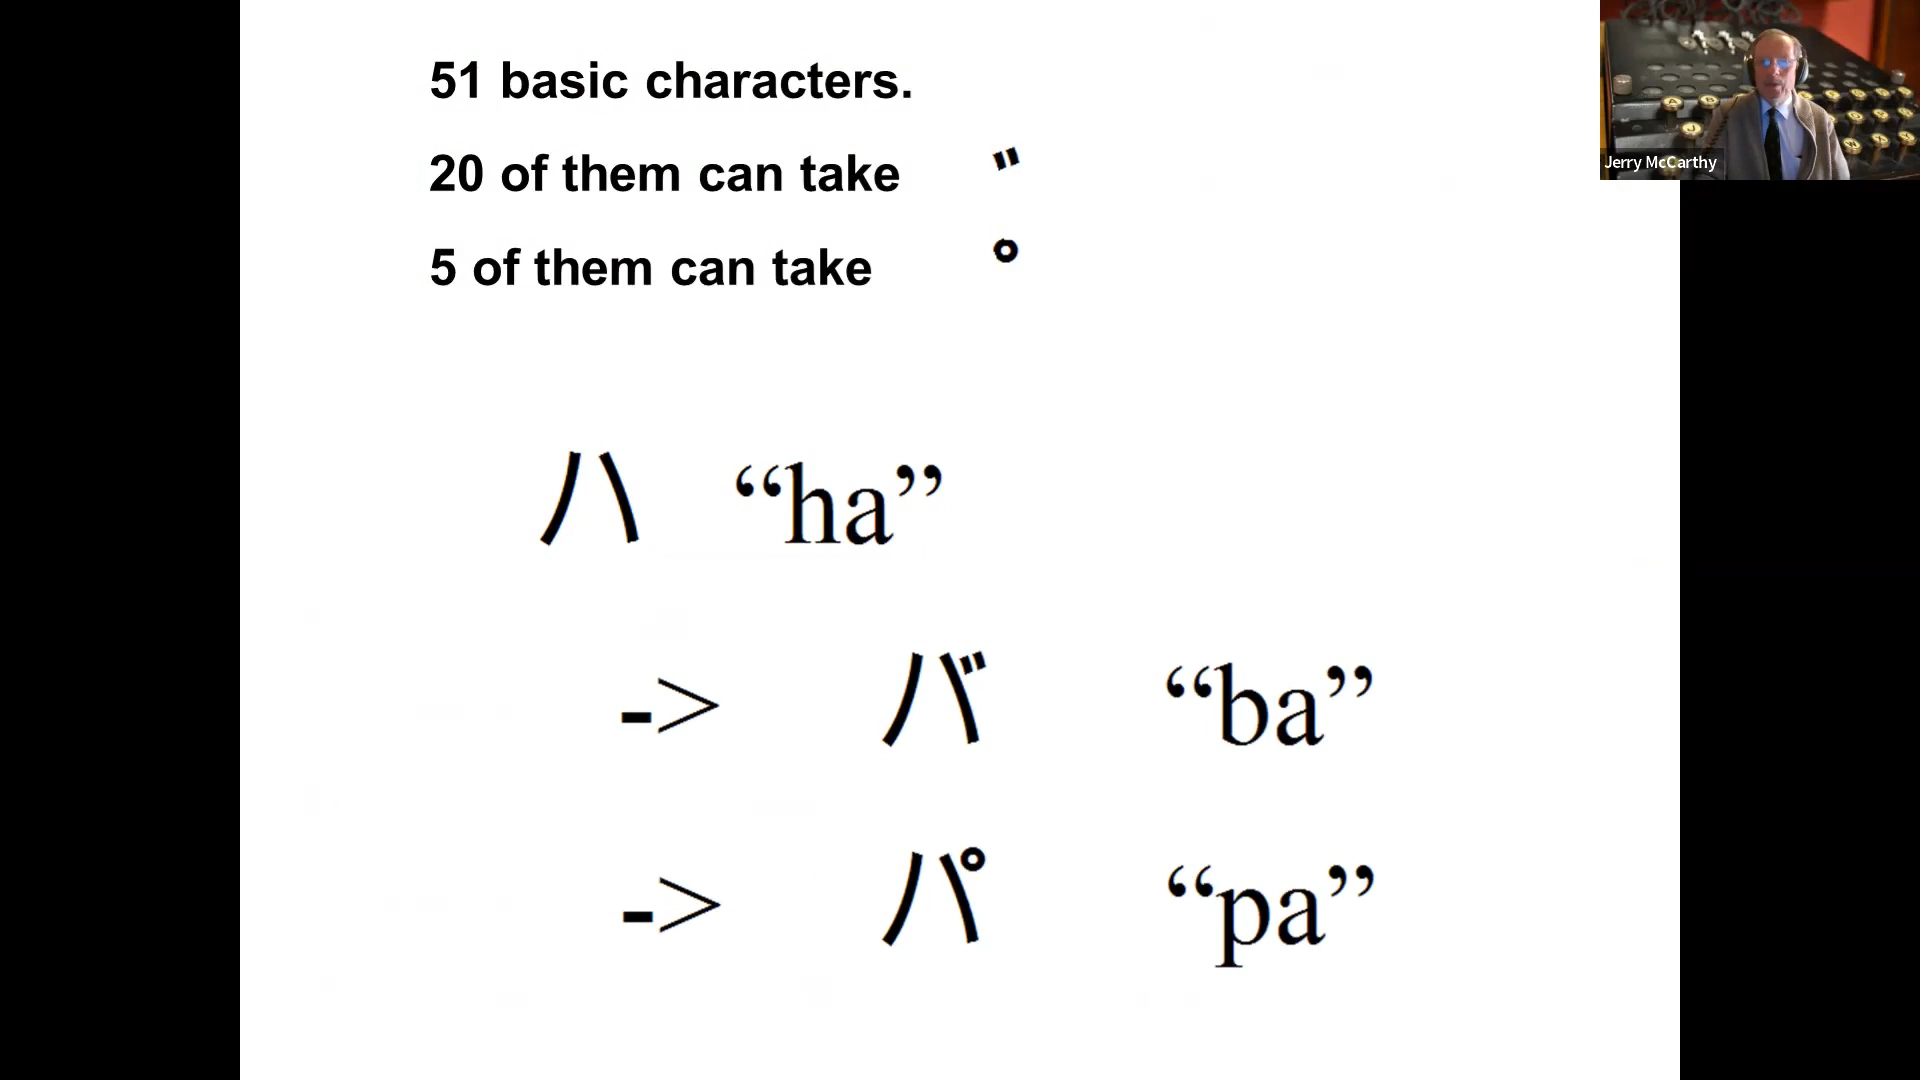 51 basic characters.
20 of them can take ゛
5 of them can take ゜
ハ “ha”
-> バ “ba”
-> パ “pa”
Jerry McCarthy